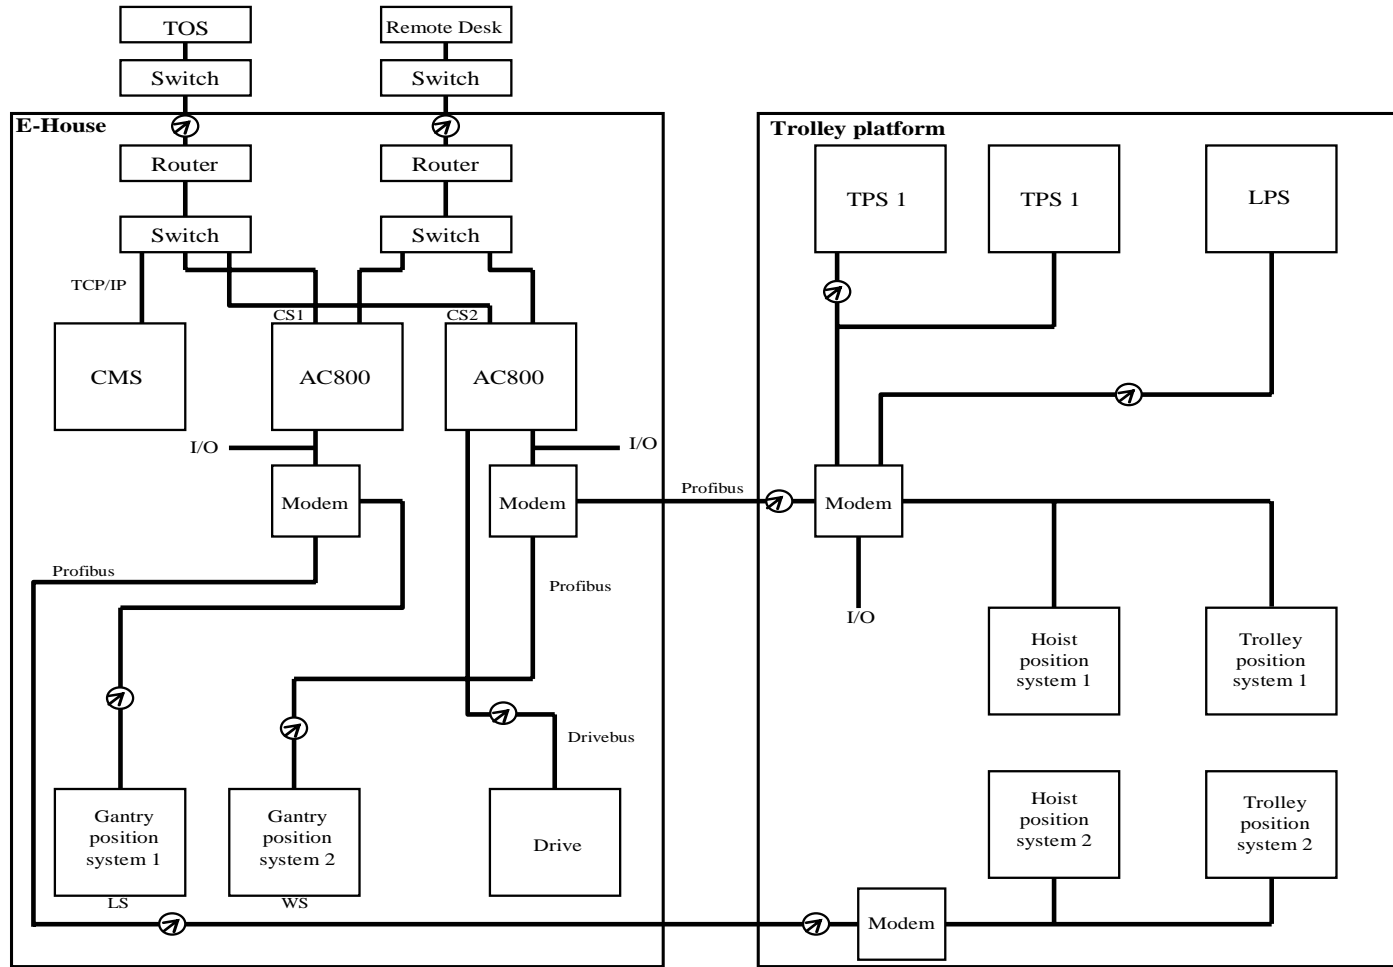 TOS
Remote Desk
Switch
Switch
E-House
Trolley platform
Router
Router
TPS 1
TPS 1
LPS
Switch
Switch
TCP/IP
CS1
CS2
CMS
AC800
AC800
I/O
I/O
Modem
Modem
Profibus
Modem
Profibus
Profibus
I/O
Hoist
position
system 1
Trolley
position
system 1
Drivebus
Gantry
position
system 1
Gantry
position
system 2
Drive
Hoist
position
system 2
Trolley
position
system 2
LS
WS
Modem